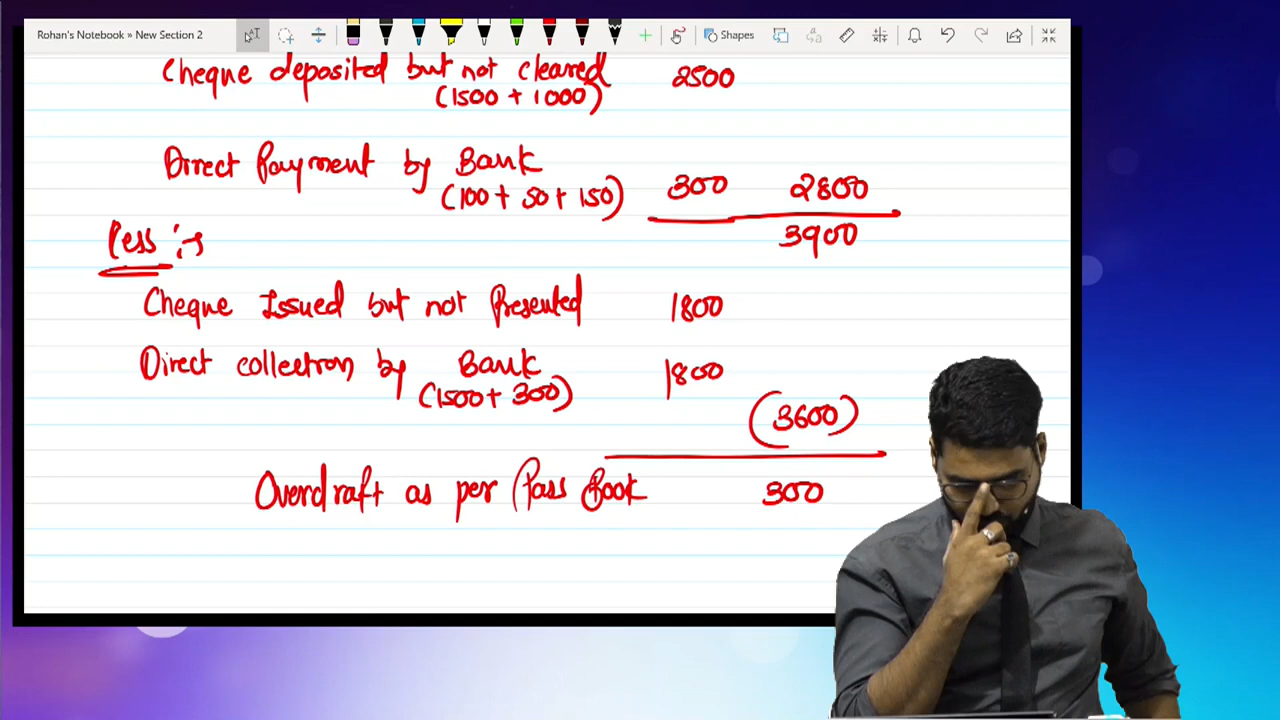 Rohan's Notebook » New Section 2
Shapes
Cheque deposited but not cleared 2500
(1500 + 1000)
Direct Payment by Bank
(100 + 50 + 150) 300 2800
Less :-
3900
Cheque Issued but not Presented 1800
Direct collection by Bank 1800
(1500 + 300)
(3600)
Overdraft as per Pass Book 300